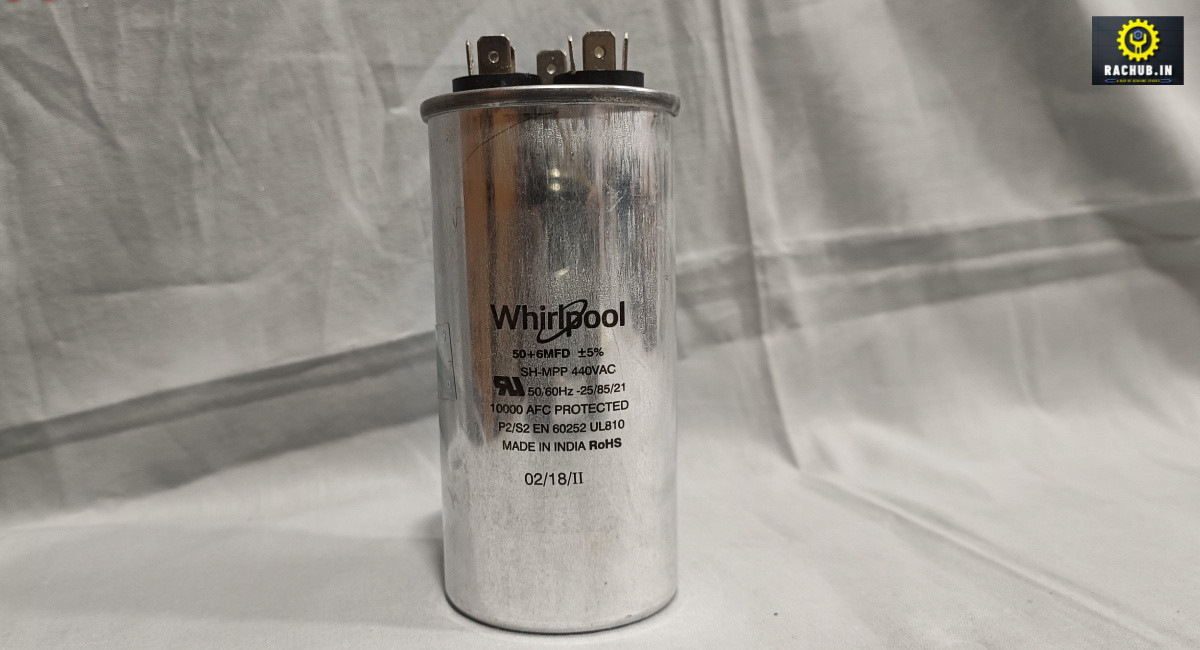 RACHUB.IN
Whirlpool
50+6MFD ±5%
SH-MPP 440VAC
50/60Hz -25/85/21
10000 AFC PROTECTED
P2/S2 EN 60252 UL810
MADE IN INDIA RoHS
02/18/II